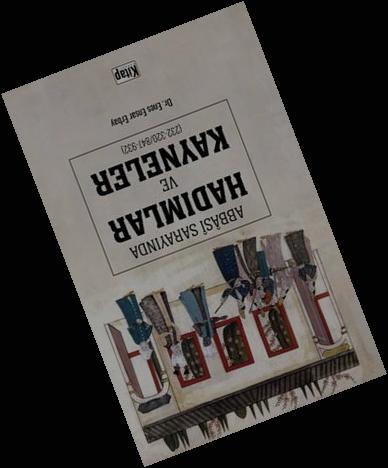 ABBÂSÎ SARAYINDA
HADIMLAR
VE
KAYNELER
(232-320/847-932)
Dr. Enes Ensar Erbay
Kitap